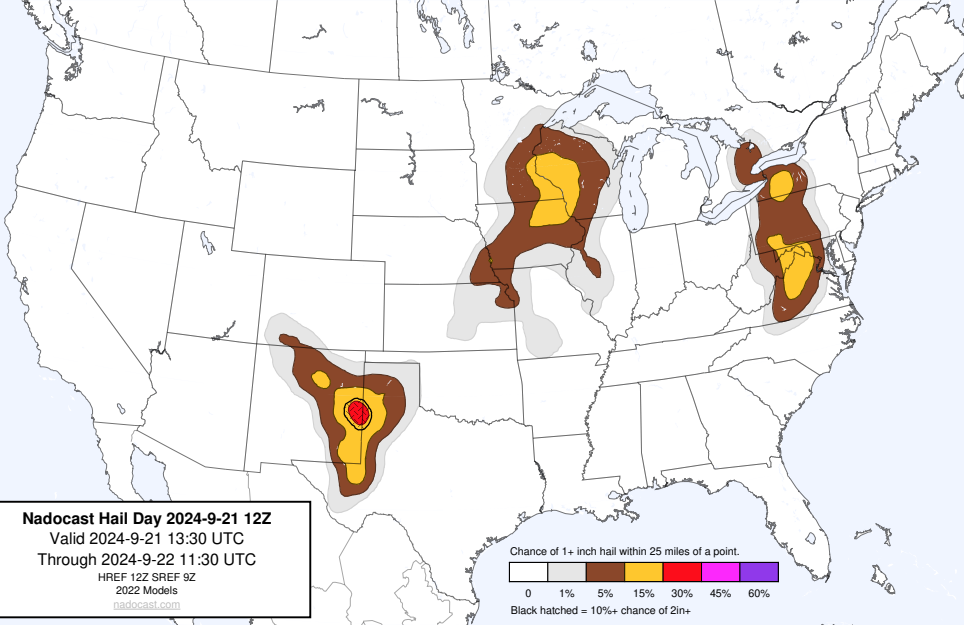 Nadocast Hail Day 2024-9-21 12Z
Valid 2024-9-21 13:30 UTC
Through 2024-9-22 11:30 UTC
HREF 12Z SREF 9Z
2022 Models
nadocast.com
Chance of 1+ inch hail within 25 miles of a point.
0 1% 5% 15% 30% 45% 60%
Black hatched = 10%+ chance of 2in+